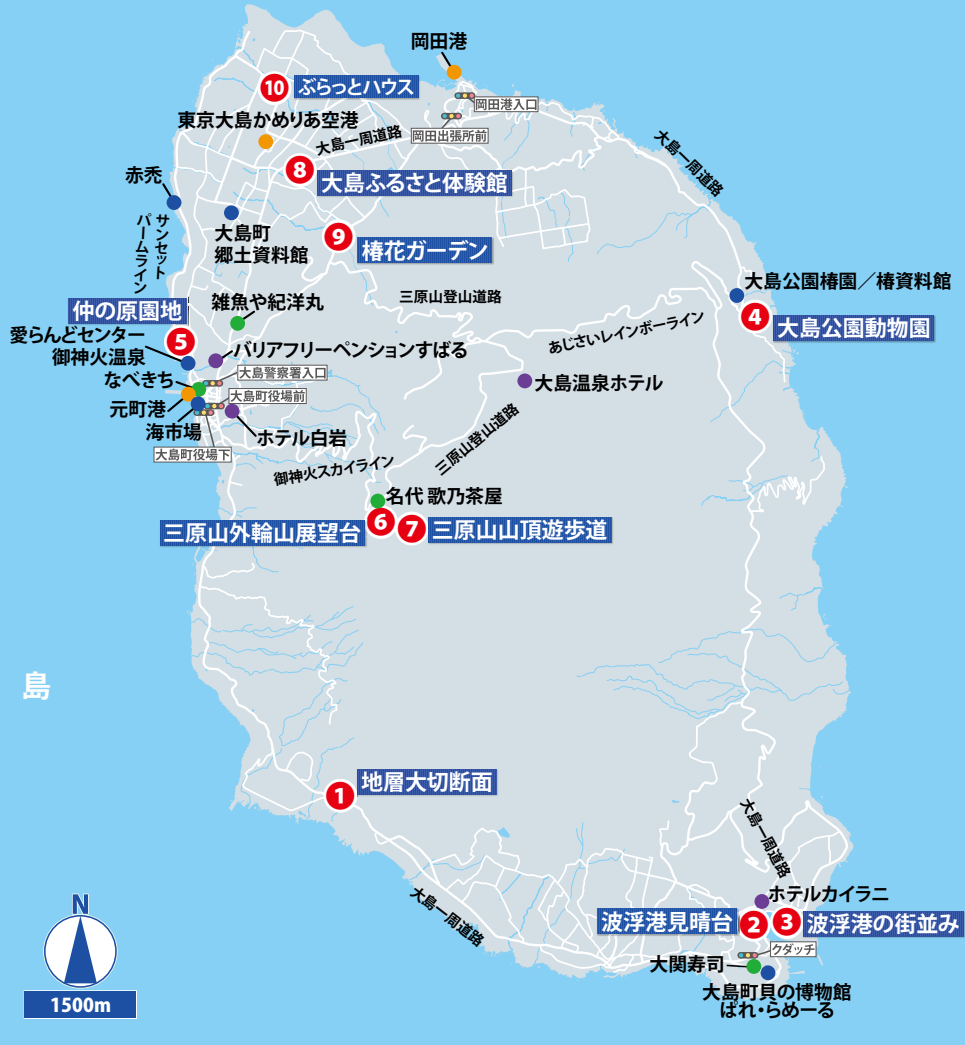 岡田港
10 ぶらっとハウス
岡田港入口
東京大島かめりあ空港
大島一周道路
岡田出張所前
大島一周道路
8 大島ふるさと体験館
赤禿
サンセット
パームライン
大島町
郷土資料館
9 椿花ガーデン
大島公園椿園／椿資料館
4 大島公園動物園
三原山登山道路
あじさいレインボーライン
仲の原園地
5
雑魚や紀洋丸
愛らんどセンター
御神火温泉
バリアフリーペンションすばる
大島警察署入口
なべきち
大島町役場前
元町港
海市場
大島町役場下
ホテル白岩
大島温泉ホテル
三原山登山道路
御神火スカイライン
名代 歌乃茶屋
三原山外輪山展望台 6
7 三原山山頂遊歩道
島
1 地層大切断面
大島一周道路
大島一周道路
ホテルカイラニ
波浮港見晴台 2
3 波浮港の街並み
クダッチ
大関寿司
大島町貝の博物館
ぱれ・らめーる
N
1500m